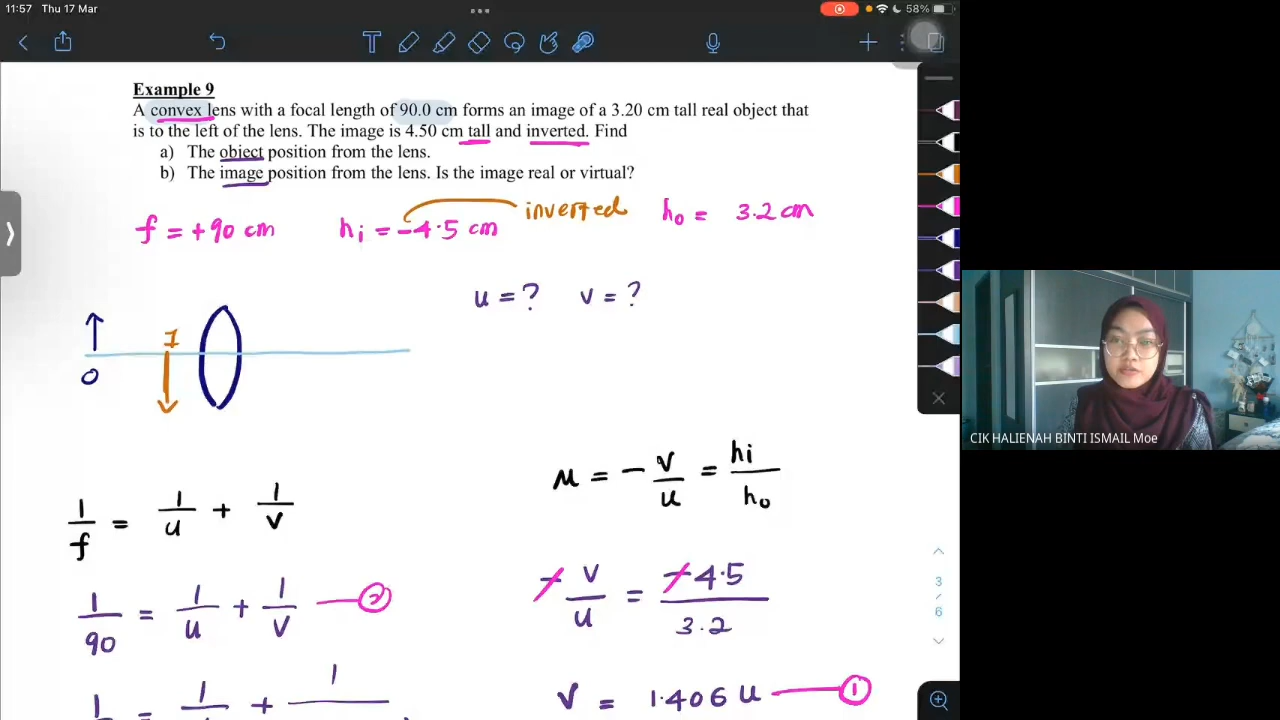 11:57 Thu 17 Mar
58%
T
Example 9
A convex lens with a focal length of 90.0 cm forms an image of a 3.20 cm tall real object that
is to the left of the lens. The image is 4.50 cm tall and inverted. Find
a) The object position from the lens.
b) The image position from the lens. Is the image real or virtual?
f = +90 cm hi = -4.5 cm inverted ho = 3.2 cm
u = ? v = ?
I
O
M = - v/u = hi/ho
1/f = 1/u + 1/v
- v/u = -4.5/3.2
1/90 = 1/u + 1/v — 2
v = 1.406 u — 1
3
/
6
CIK HALIENAH BINTI ISMAIL Moe